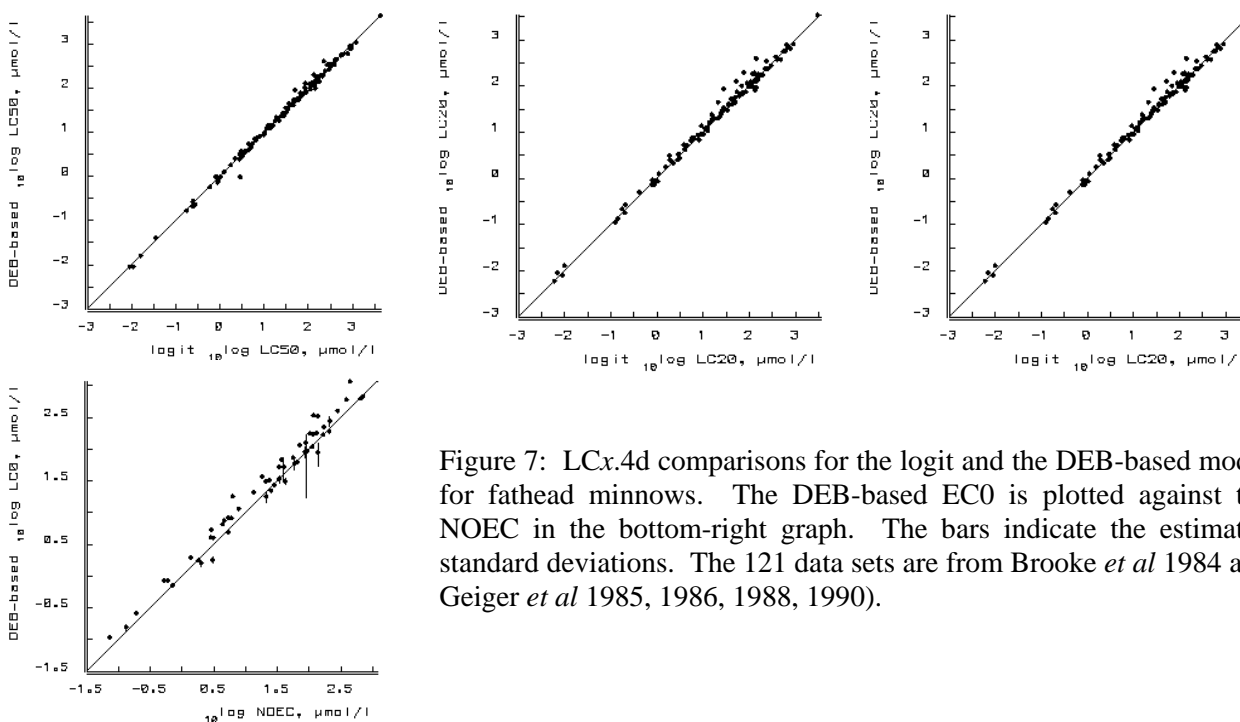 DEB-based 10log LC50, µmol/l
3
2
1
0
-1
-2
-3
-3 -2 -1 0 1 2 3
logit 10log LC50, µmol/l
DEB-based 10log LC20, µmol/l
3
2
1
0
-1
-2
-3
-3 -2 -1 0 1 2 3
logit 10log LC20, µmol/l
DEB-based 10log LC20, µmol/l
3
2
1
0
-1
-2
-3
-3 -2 -1 0 1 2 3
logit 10log LC20, µmol/
DEB-based 10log LC0, µmol/l
2.5
1.5
0.5
-0.5
-1.5
-1.5 -0.5 0.5 1.5 2.5
10log NOEC, µmol/l
Figure 7: LCx.4d comparisons for the logit and the DEB-based mod
for fathead minnows. The DEB-based EC0 is plotted against t
NOEC in the bottom-right graph. The bars indicate the estimat
standard deviations. The 121 data sets are from Brooke et al 1984 a
Geiger et al 1985, 1986, 1988, 1990).